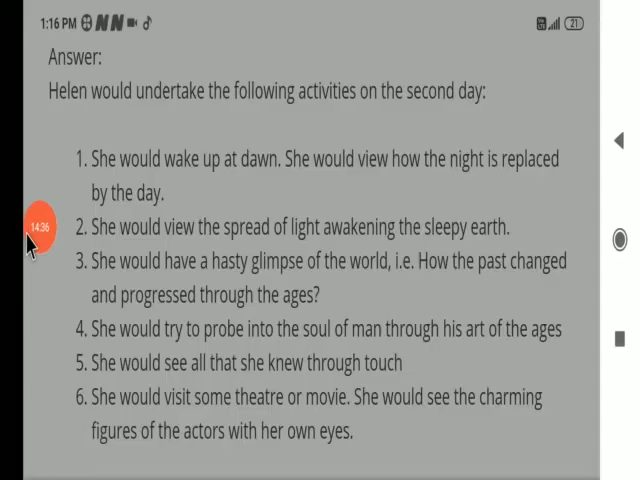 1:16 PM
21
Answer:
Helen would undertake the following activities on the second day:
1. She would wake up at dawn. She would view how the night is replaced
by the day.
14:36
2. She would view the spread of light awakening the sleepy earth.
3. She would have a hasty glimpse of the world, i.e. How the past changed
and progressed through the ages?
4. She would try to probe into the soul of man through his art of the ages
5. She would see all that she knew through touch
6. She would visit some theatre or movie. She would see the charming
figures of the actors with her own eyes.